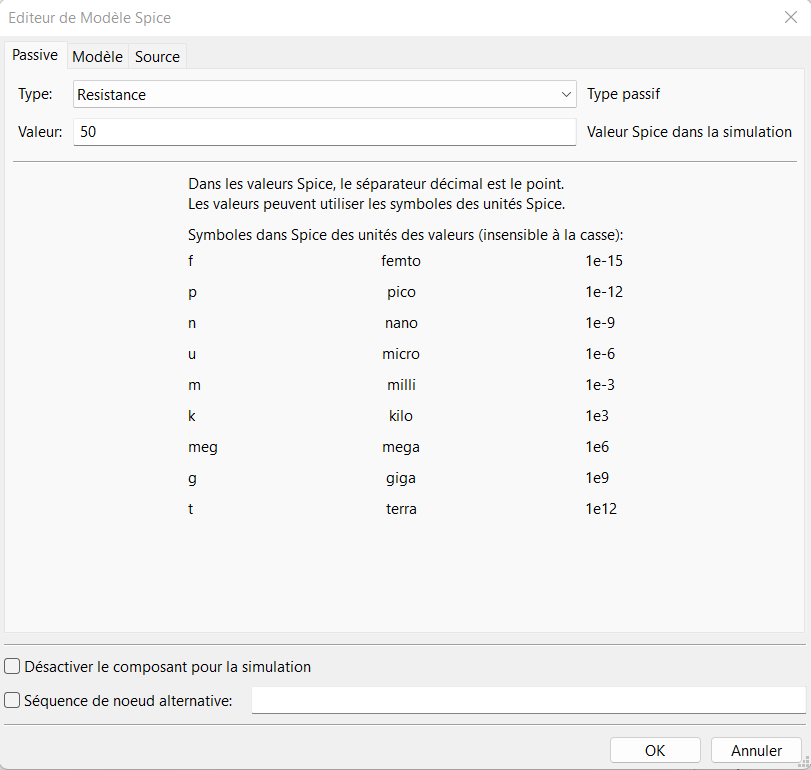 Editeur de Modèle Spice
Passive Modèle Source
Type: Resistance Type passif
Valeur: 50 Valeur Spice dans la simulation
Dans les valeurs Spice, le séparateur décimal est le point.
Les valeurs peuvent utiliser les symboles des unités Spice.
Symboles dans Spice des unités des valeurs (insensible à la casse):
f femto 1e-15
p pico 1e-12
n nano 1e-9
u micro 1e-6
m milli 1e-3
k kilo 1e3
meg mega 1e6
g giga 1e9
t terra 1e12
Désactiver le composant pour la simulation
Séquence de noeud alternative:
OK Annuler